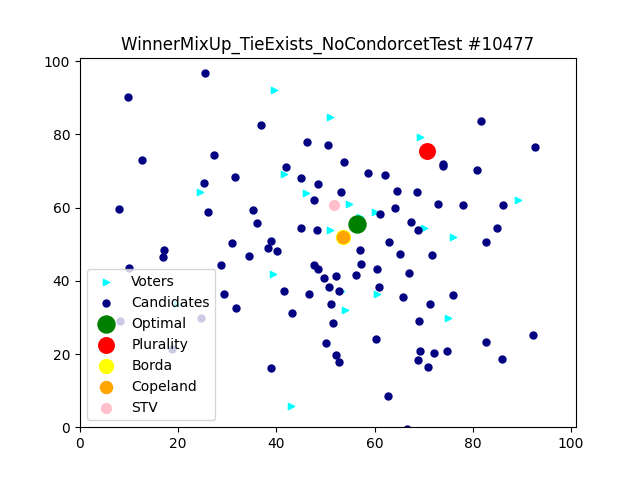 WinnerMixUp_TieExists_NoCondorcetTest #10477
100
80
60
40
20
0
Voters
Candidates
Optimal
Plurality
Borda
Copeland
STV
0 20 40 60 80 100